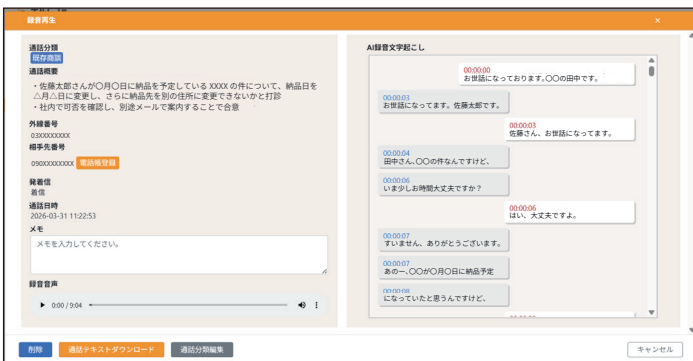 録音再生
×
通話分類
既存商談
通話概要
・佐藤太郎さんが〇月〇日に納品を予定している XXXX の件について、納品日を
△月△日に変更し、さらに納品先を別の住所に変更できないかと打診
・社内で可否を確認し、別途メールで案内することで合意
外線番号
03XXXXXXXX
相手先番号
090XXXXXXXX 電話帳登録
発着信
着信
通話日時
2026-03-31 11:22:53
メモ
メモを入力してください。
録音音声
0:00 / 9:04
AI録音文字起こし
00:00:00
お世話になっております。〇〇の田中です。
00:00:03
お世話になってます。佐藤太郎です。
00:00:03
佐藤さん、お世話になってます。
00:00:04
田中さん、〇〇の件なんですけど、
00:00:06
いま少しお時間大丈夫ですか？
00:00:06
はい、大丈夫ですよ。
00:00:07
すいません、ありがとうございます。
00:00:07
あのー、〇〇が〇月〇日に納品予定
00:00:08
になっていたと思うんですけど、
削除
通話テキストダウンロード
通話分類編集
キャンセル